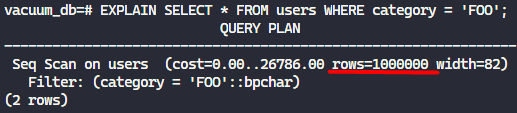 vacuum_db=# EXPLAIN SELECT * FROM users WHERE category = 'FOO';
QUERY PLAN
-----------------------------------------------------------------
Seq Scan on users  (cost=0.00..26786.00 rows=1000000 width=82)
Filter: (category = 'FOO'::bpchar)
(2 rows)